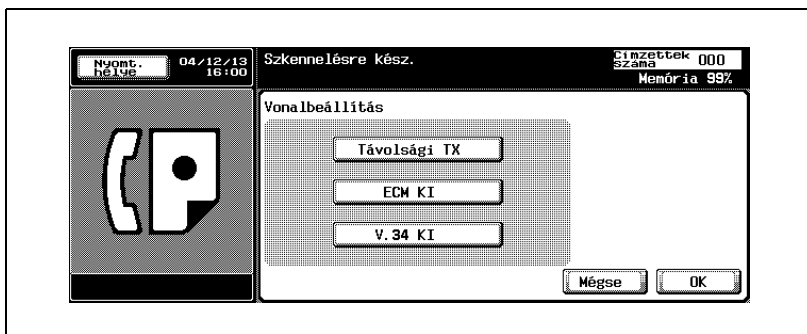 Nyomt. hélye
04/12/13
16:00
Szkennelésre kész.
Címzettek száma 000
Memória 99%
Vonalbeállítás
Távolsági TX
ECM KI
V.34 KI
Mégse
OK